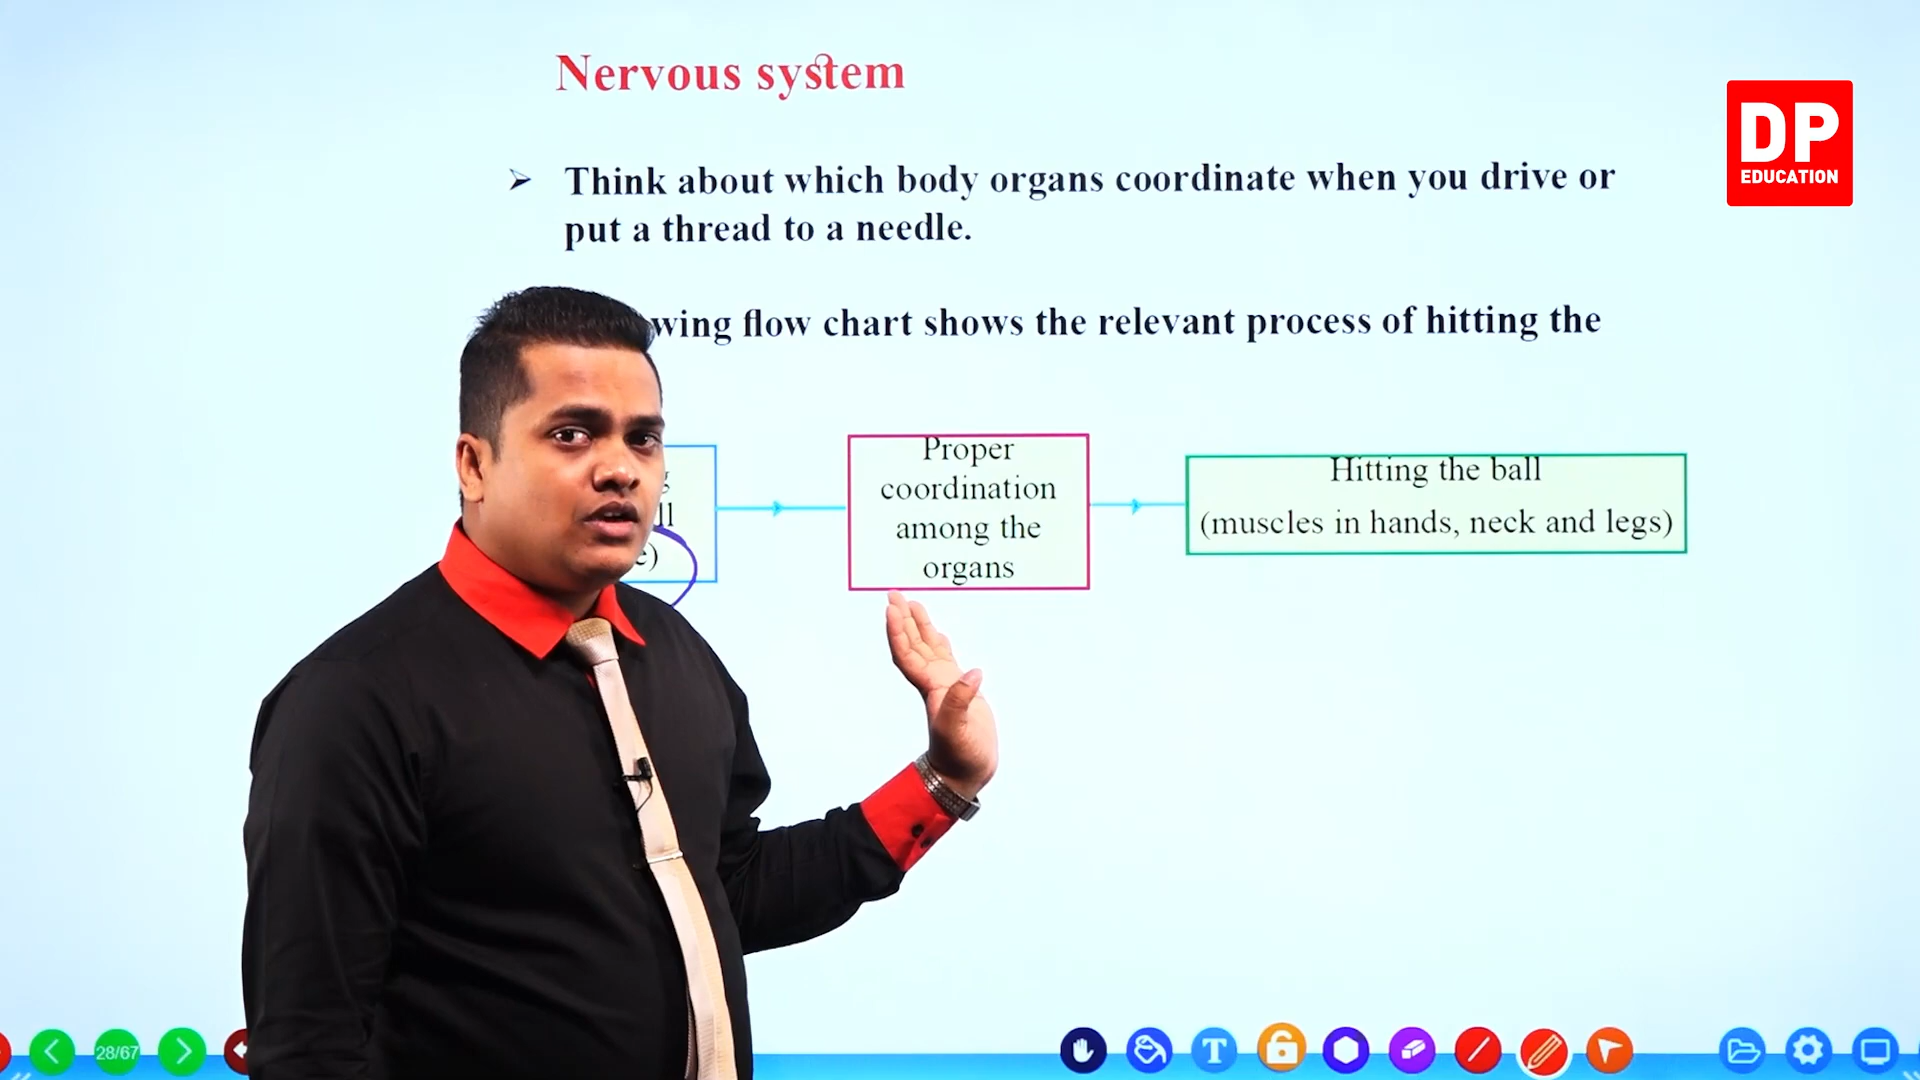 Nervous system
DP
EDUCATION
➢ Think about which body organs coordinate when you drive or
put a thread to a needle.
wing flow chart shows the relevant process of hitting the
ll
e)
Proper
coordination
among the
organs
Hitting the ball
(muscles in hands, neck and legs)
28/67
T